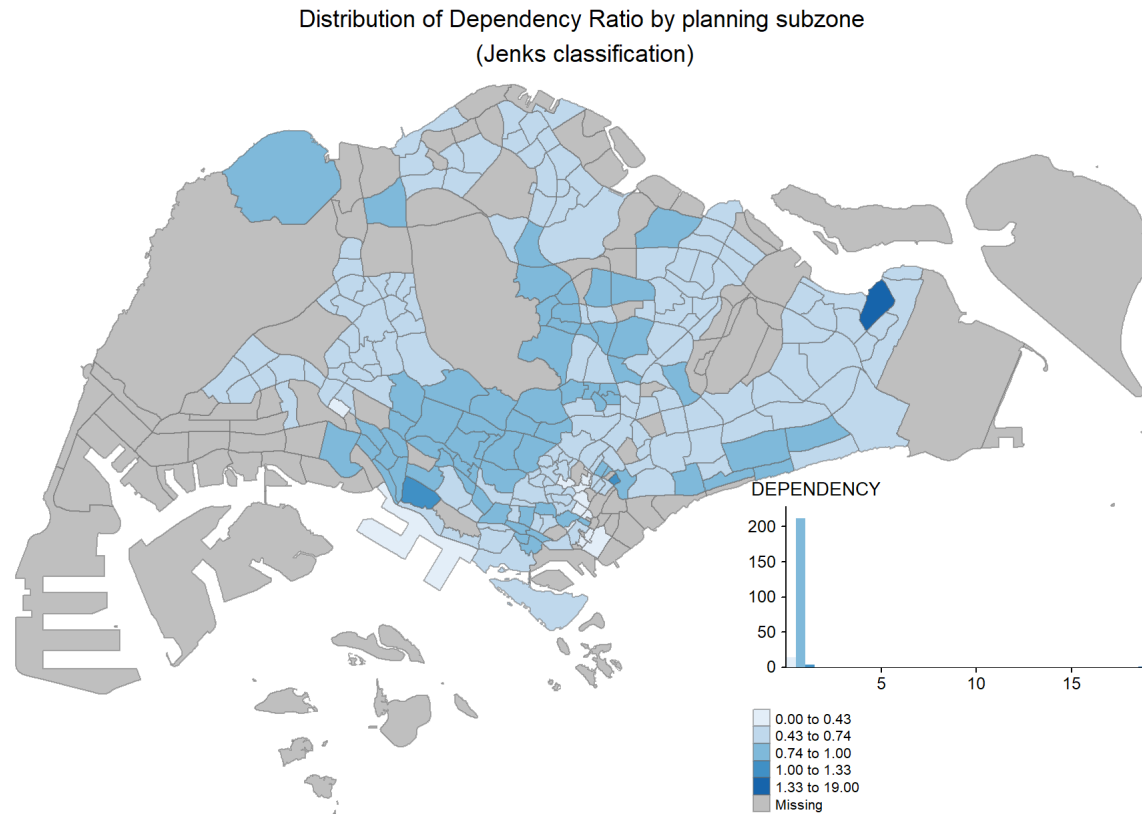 Distribution of Dependency Ratio by planning subzone
(Jenks classification)
DEPENDENCY
200
150
100
50
0
5
10
15
0.00 to 0.43
0.43 to 0.74
0.74 to 1.00
1.00 to 1.33
1.33 to 19.00
Missing